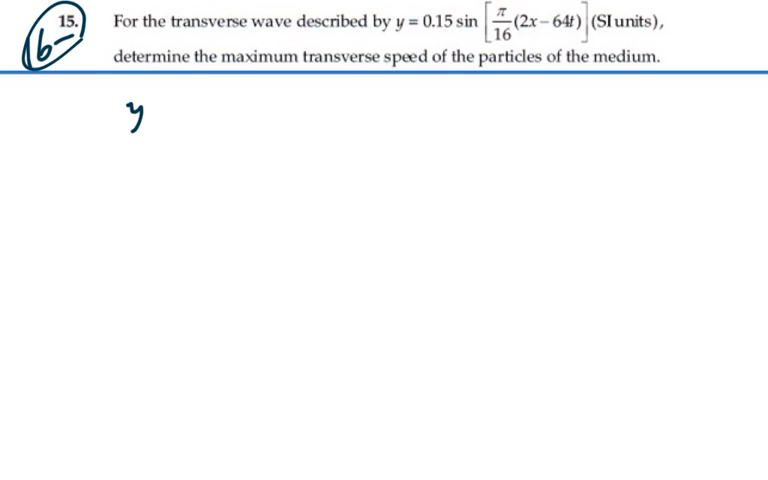 15. For the transverse wave described by y = 0.15 sin [π/16 (2x – 64t)] (SI units),
16–
determine the maximum transverse speed of the particles of the medium.
y